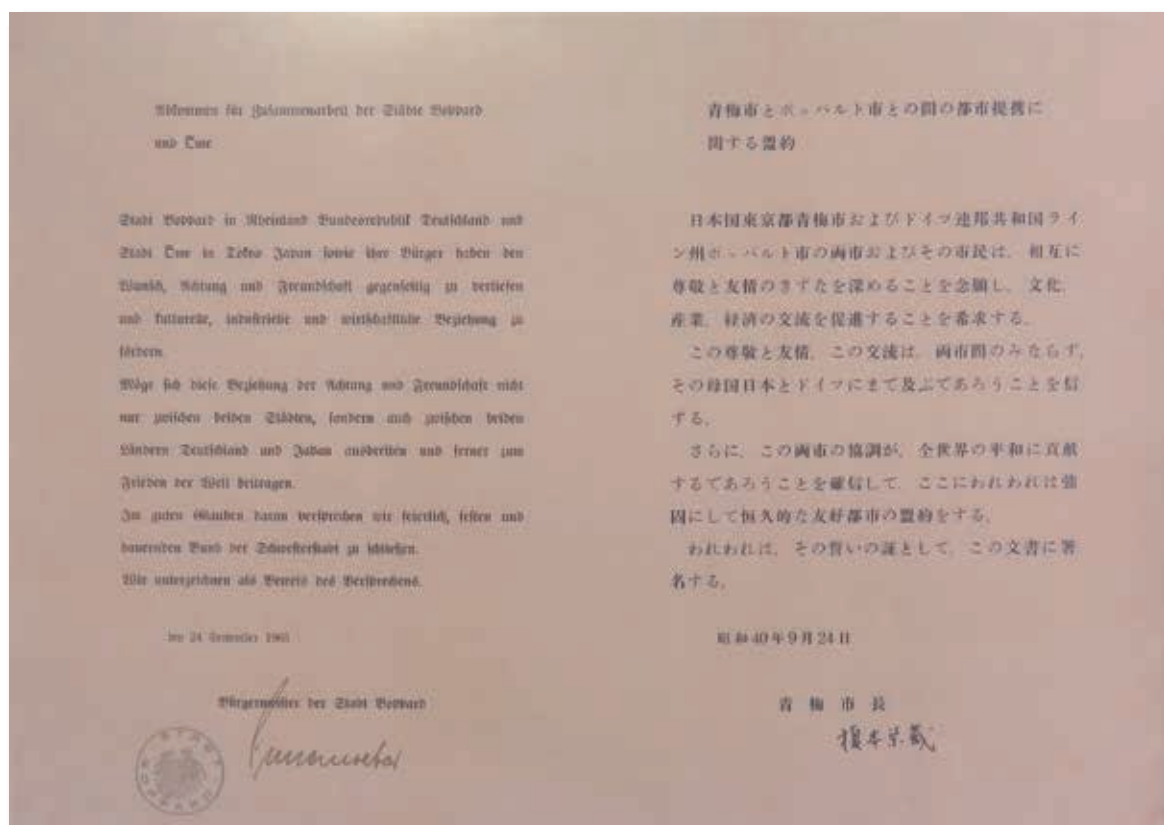 Abkommen für Zusammenarbeit der Städte Boppard
und Ome
Stadt Boppard in Rheinland Bundesrepublik Deutschland und
Stadt Ome in Tokyo Japan sowie ihre Bürger haben den
Wunsch, Achtung und Freundschaft gegenseitig zu vertiefen
und kulturelle, industrielle und wirtschaftliche Beziehung zu
fördern.
Möge sich diese Beziehung der Achtung und Freundschaft nicht
nur zwischen beiden Städten, sondern auch zwischen beiden
Ländern Deutschland und Japan ausbreiten und ferner zum
Frieden der Welt beitragen.
Im guten Glauben daran versprechen wir feierlich, festen und
dauernden Bund der Schwesterstadt zu schließen.
Wir unterzeichnen als Beweis des Versprechens.
den 24 September 1965
Bürgermeister der Stadt Boppard
STADT BOPPARD
青梅市とボッパルト市との間の都市提携に
関する盟約
日本国東京都青梅市およびドイツ連邦共和国ライ
ン州ボッパルト市の両市およびその市民は、相互に
尊敬と友情のきずなを深めることを念願し、文化、
産業、経済の交流を促進することを希求する。
この尊敬と友情、この交流は、両市間のみならず、
その母国日本とドイツにまで及ぶであろうことを信
ずる。
さらに、この両市の協調が、全世界の平和に貢献
するであろうことを確信して、ここにわれわれは強
固にして恒久的な友好都市の盟約をする。
われわれは、その誓いの証として、この文書に署
名する。
昭和40年9月24日
青梅市長
榎本栄蔵